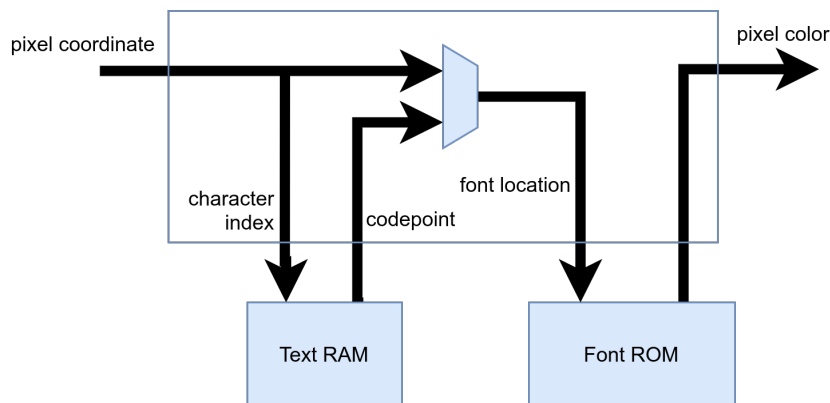 pixel coordinate
pixel color
character
index
codepoint
font location
Text RAM
Font ROM